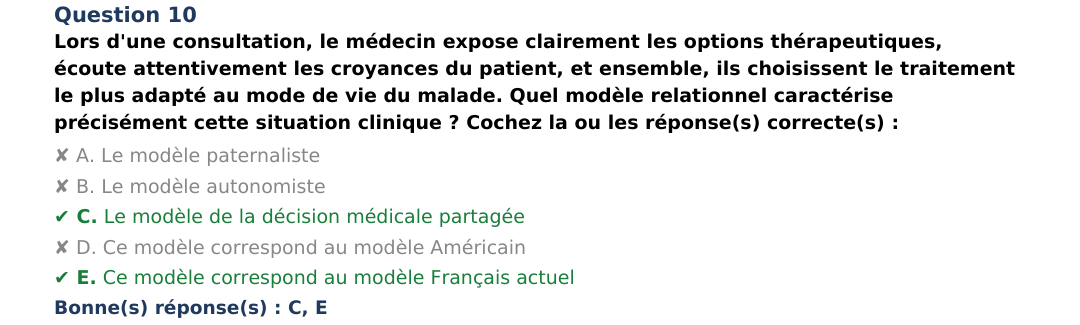 Question 10
Lors d'une consultation, le médecin expose clairement les options thérapeutiques,
écoute attentivement les croyances du patient, et ensemble, ils choisissent le traitement
le plus adapté au mode de vie du malade. Quel modèle relationnel caractérise
précisément cette situation clinique ? Cochez la ou les réponse(s) correcte(s) :
✘ A. Le modèle paternaliste
✘ B. Le modèle autonomiste
✔ C. Le modèle de la décision médicale partagée
✘ D. Ce modèle correspond au modèle Américain
✔ E. Ce modèle correspond au modèle Français actuel
Bonne(s) réponse(s) : C, E